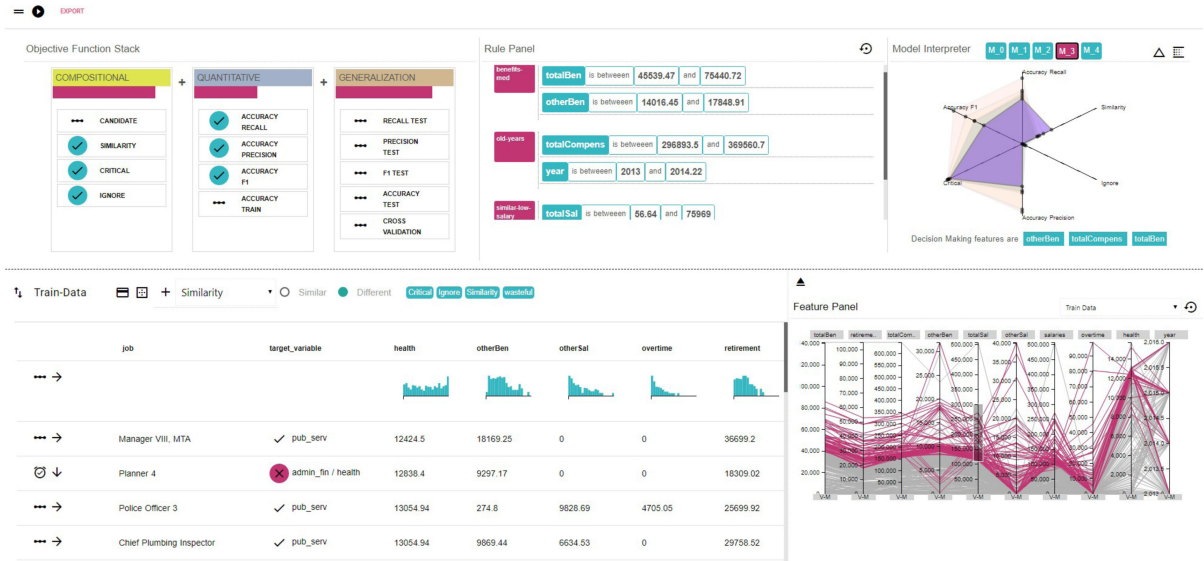 EXPORT
Objective Function Stack
COMPOSITIONAL
+
QUANTITATIVE
+
GENERALIZATION
CANDIDATE
SIMILARITY
CRITICAL
IGNORE
ACCURACY
RECALL
ACCURACY
PRECISION
ACCURACY
F1
ACCURACY
TRAIN
RECALL TEST
PRECISION
TEST
F1 TEST
ACCURACY
TEST
CROSS
VALIDATION
Rule Panel
benefits-
med
totalBen is betweeen 45539.47 and 75440.72
otherBen is betweeen 14016.45 and 17848.91
old-years
totalCompens is betweeen 296893.5 and 369560.7
year is betweeen 2013 and 2014.22
similar-low-
salary
totalSal is betweeen 56.64 and 75969
Model Interpreter M_0 M_1 M_2 M_3 M_4
Accuracy Recall
Accuracy F1
Similarity
Critical
Ignore
Accuracy Precision
Decision Making features are otherBen totalCompens totalBen
Train-Data + Similarity Similar Different Critical Ignore Similarity wasteful
job target_variable health otherBen otherSal overtime retirement
Manager VIII, MTA pub_serv 12424.5 18169.25 0 0 36699.2
Planner 4 admin_fin / health 12838.4 9297.17 0 0 18309.02
Police Officer 3 pub_serv 13054.94 274.8 9828.69 4705.05 25699.92
Chief Plumbing Inspector pub_serv 13054.94 9869.44 6634.53 0 29758.52
Feature Panel
Train Data
totalBen retireme... totalCom... otherBen totalSal otherSal salaries overtime health year